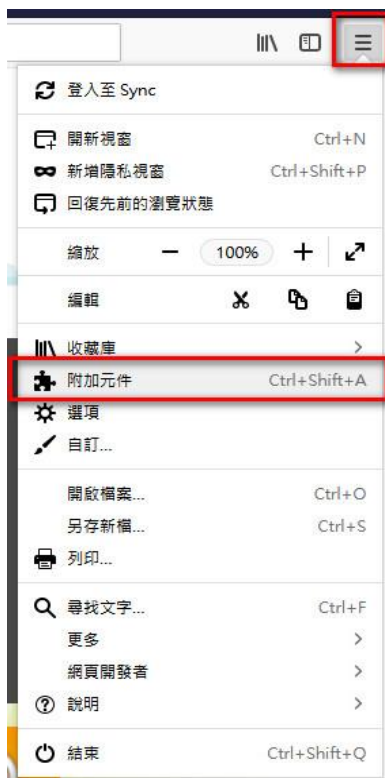 登入至 Sync
開新視窗 Ctrl+N
新增隱私視窗 Ctrl+Shift+P
回復先前的瀏覽狀態
縮放 − 100% +
編輯
收藏庫 >
附加元件 Ctrl+Shift+A
選項
自訂...
開啟檔案... Ctrl+O
另存新檔... Ctrl+S
列印...
尋找文字... Ctrl+F
更多 >
網頁開發者 >
說明 >
結束 Ctrl+Shift+Q